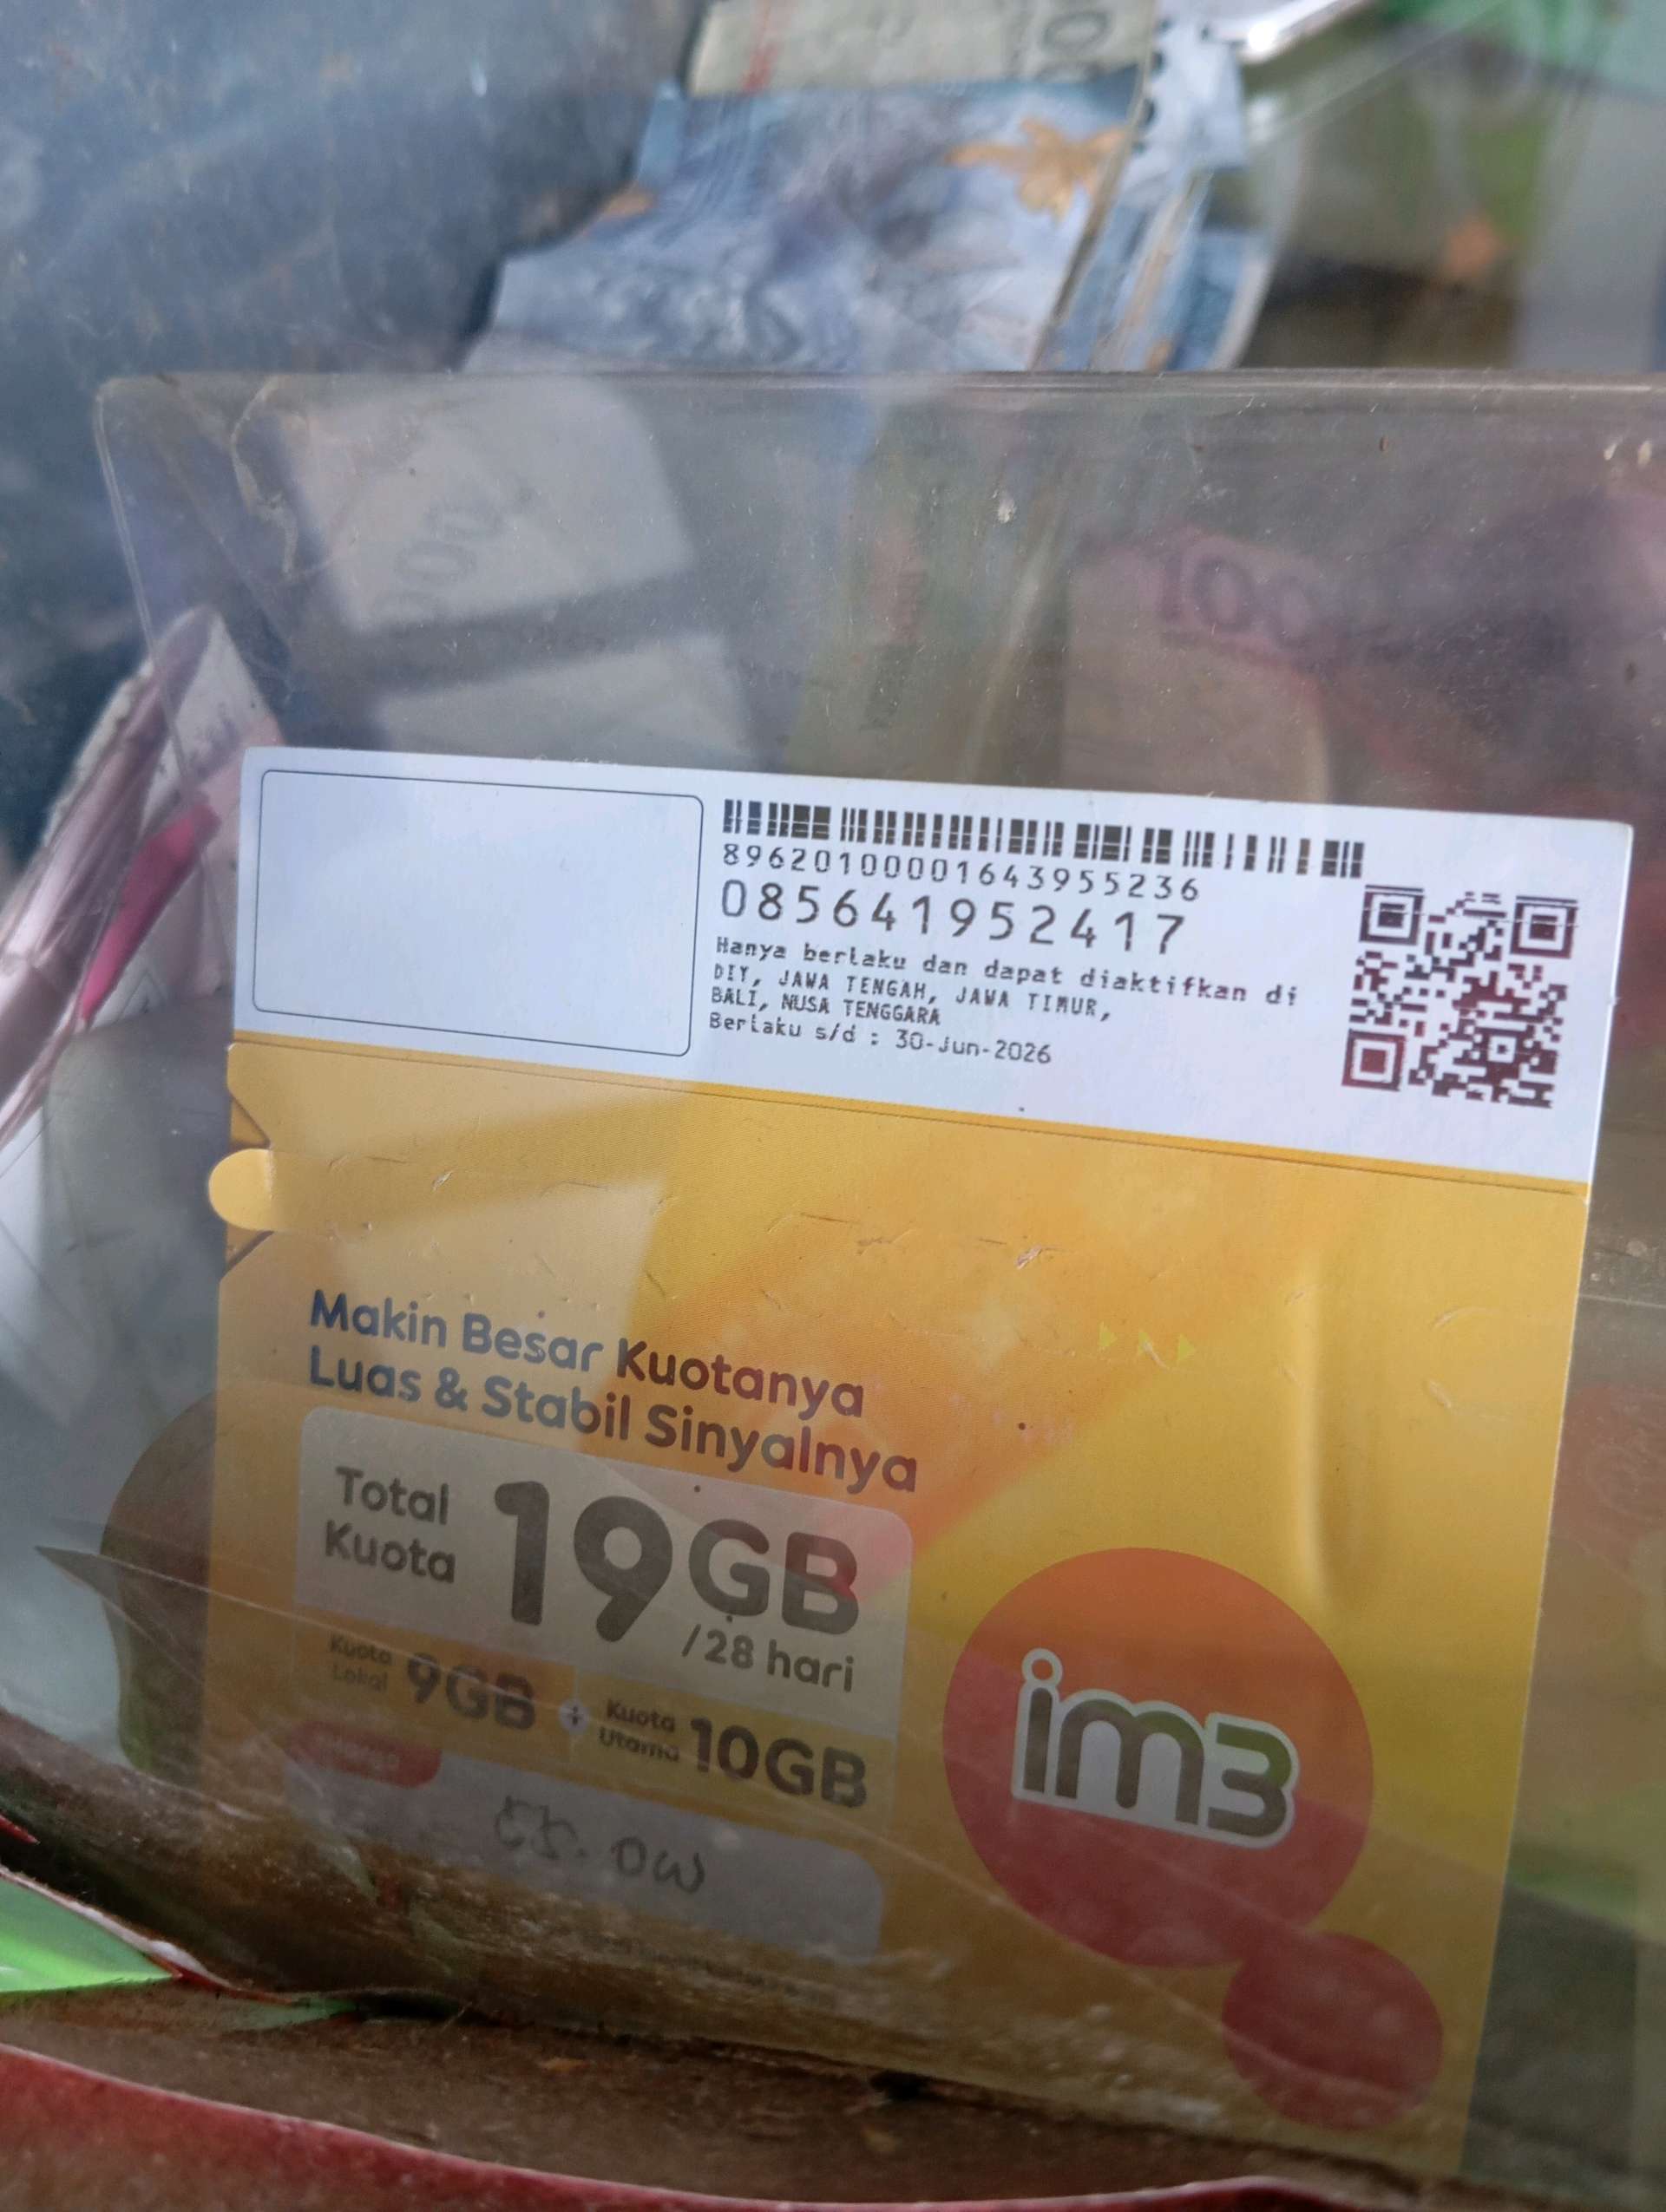 100
89620100001643955236
085641952417
Hanya berlaku dan dapat diaktifkan di
DIY, JAWA TENGAH, JAWA TIMUR,
BALI, NUSA TENGGARA
Berlaku s/d : 30-Jun-2026
Makin Besar Kuotanya
Luas & Stabil Sinyalnya
Total
Kuota
19GB
/28 hari
Kuota
Lokal
9GB
+
Kuota
Utama
10GB
im3